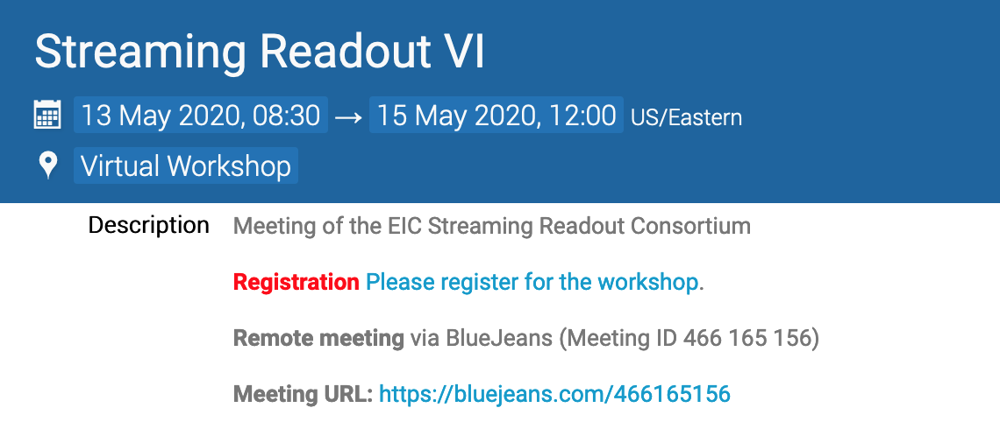 Streaming Readout VI
13 May 2020, 08:30 → 15 May 2020, 12:00 US/Eastern
Virtual Workshop
Description Meeting of the EIC Streaming Readout Consortium
Registration Please register for the workshop.
Remote meeting via BlueJeans (Meeting ID 466 165 156)
Meeting URL: https://bluejeans.com/466165156